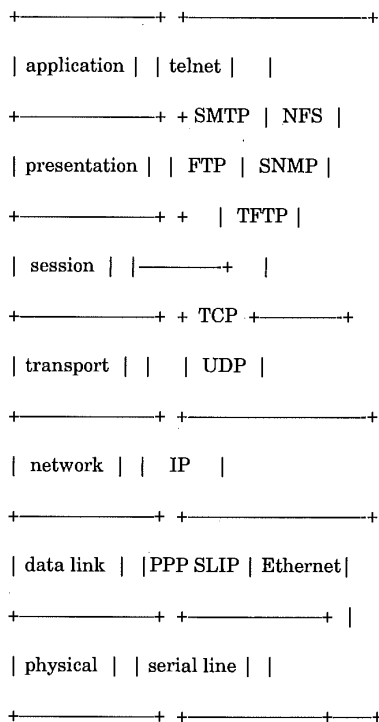 +————————+ +——————————+
| application | | telnet | |
+————————+ + SMTP | NFS |
| presentation | | FTP | SNMP |
+————————+ + | TFTP |
| session | |—————+ |
+————————+ + TCP +—————+
| transport | | | UDP |
+————————+ +——————————+
| network | | IP |
+————————+ +——————————+
| data link | |PPP SLIP | Ethernet|
+————————+ +————————+ |
| physical | | serial line | |
+————————+ +————————+——+